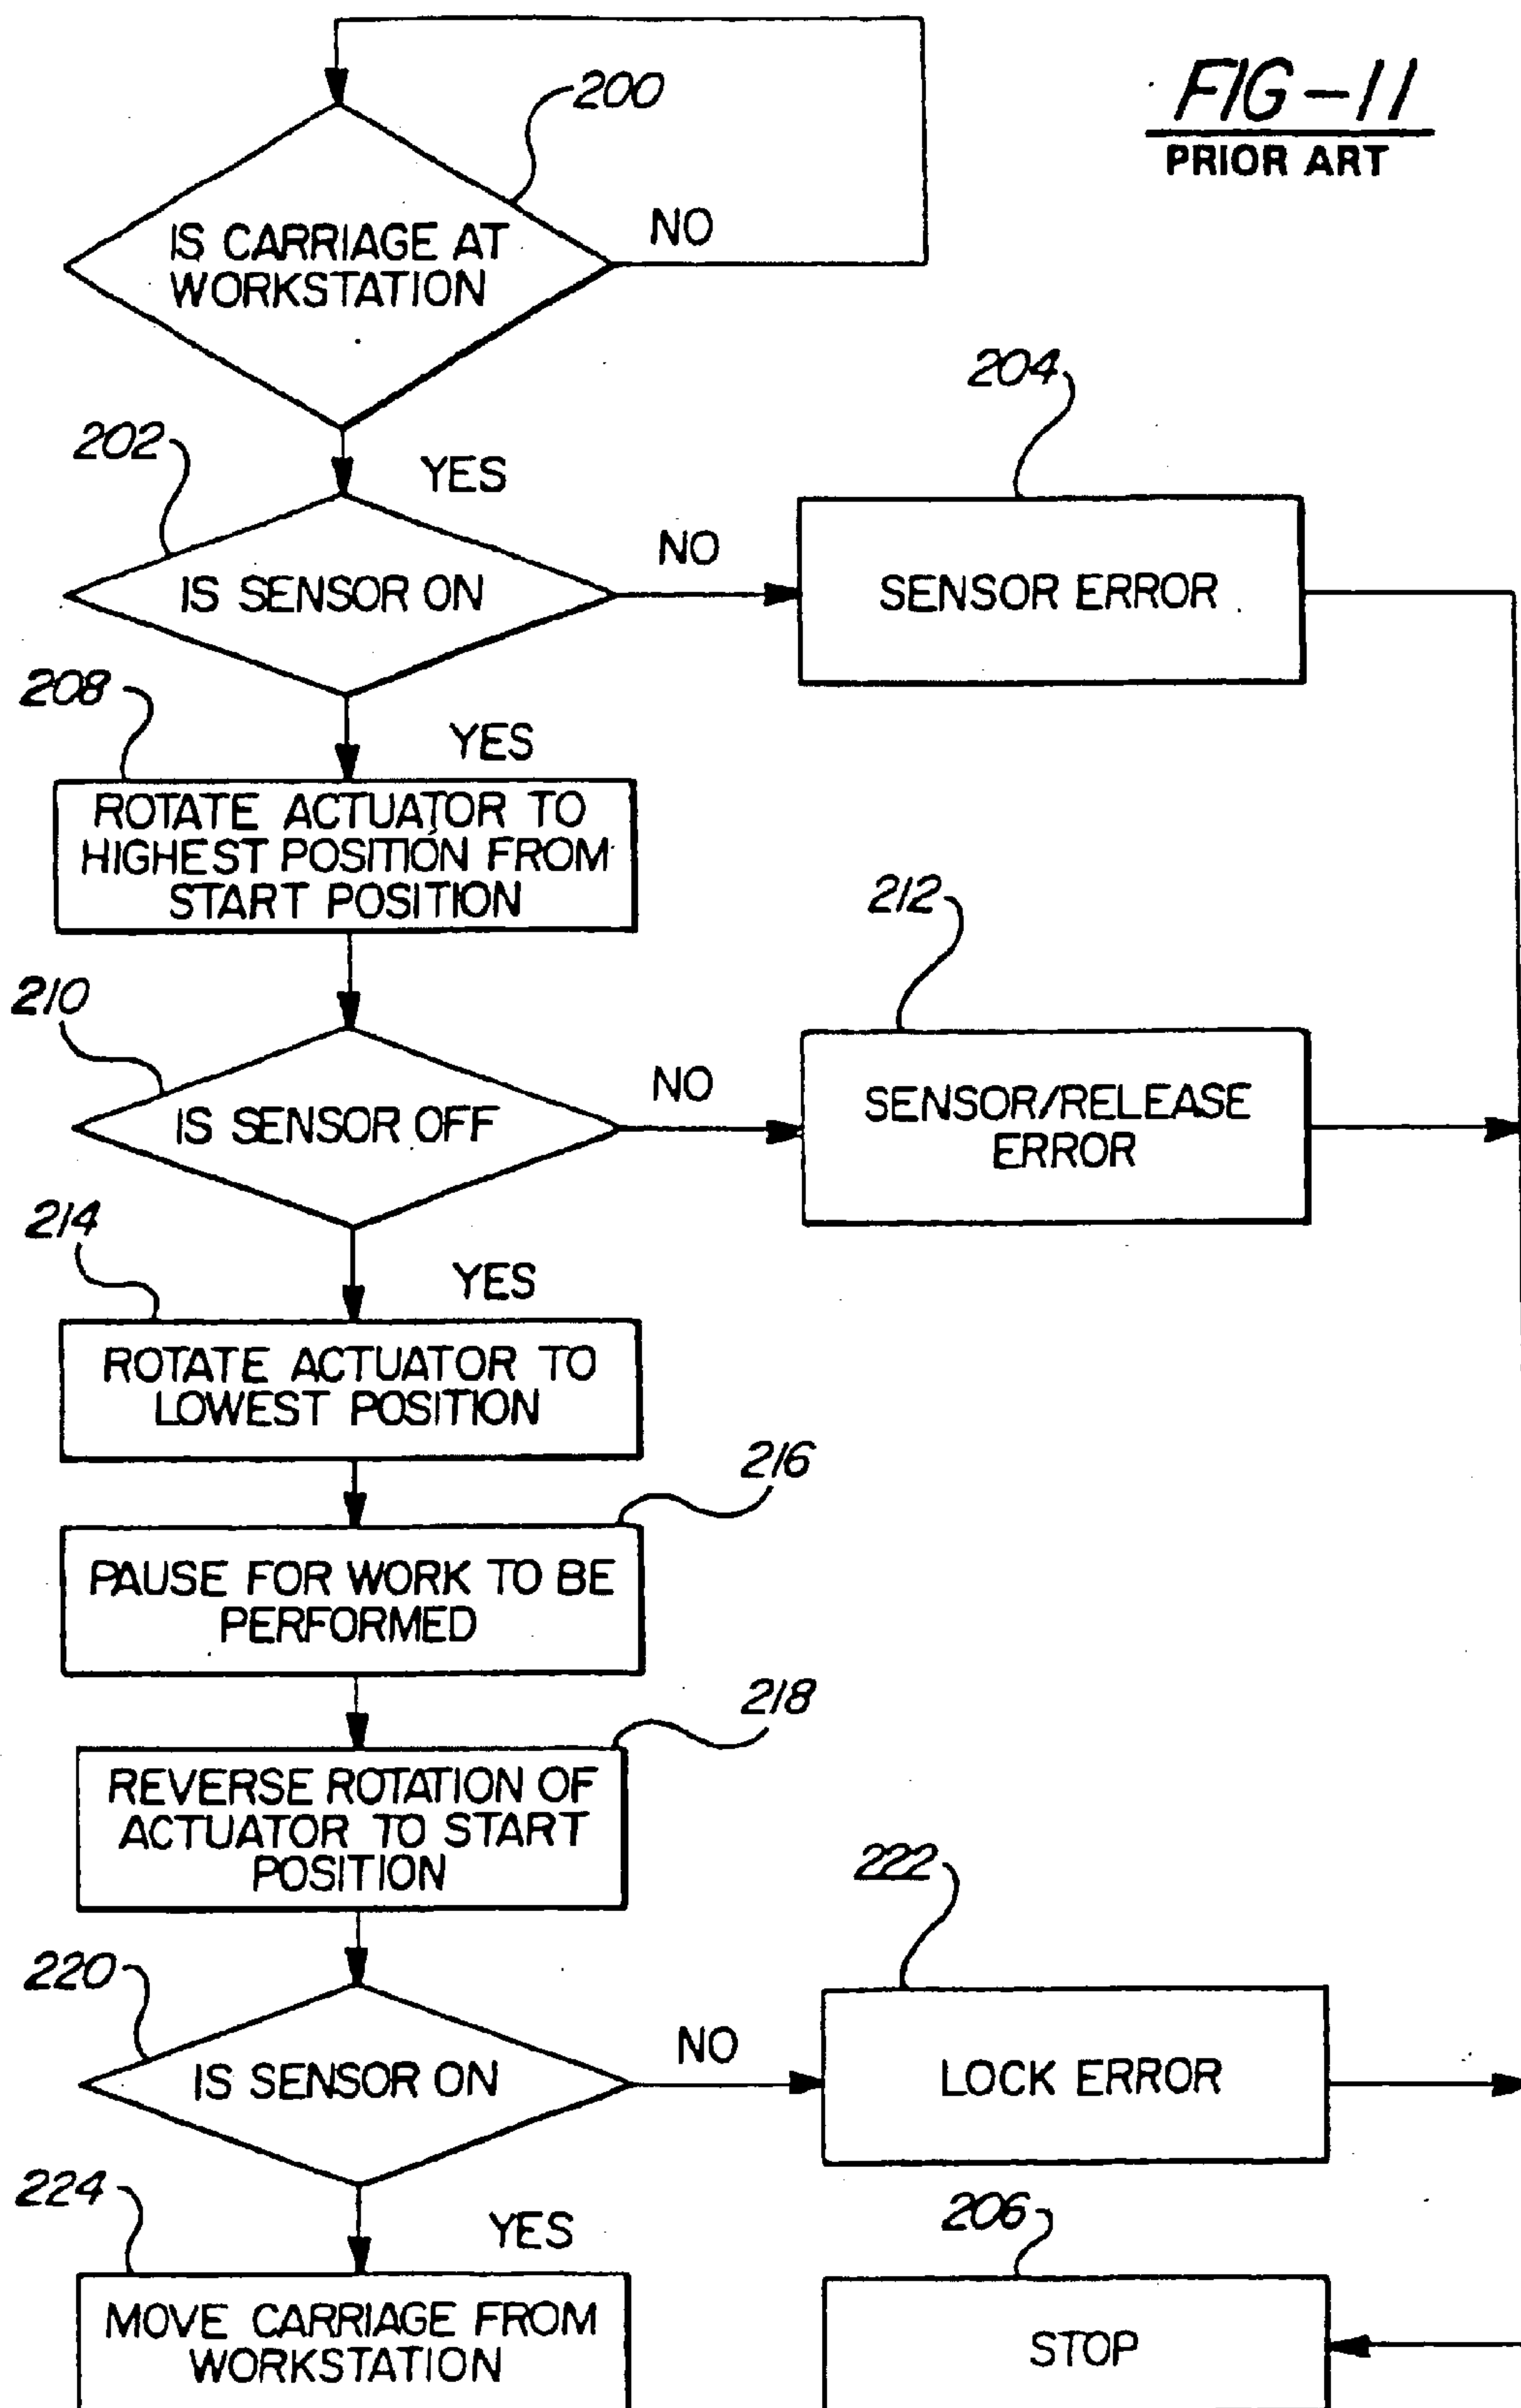 FIG-11
PRIOR ART
200
IS CARRIAGE AT
WORKSTATION
NO
YES
202
IS SENSOR ON
NO
204
SENSOR ERROR
YES
208
ROTATE ACTUATOR TO
HIGHEST POSITION FROM
START POSITION
210
IS SENSOR OFF
NO
212
SENSOR/RELEASE
ERROR
YES
214
ROTATE ACTUATOR TO
LOWEST POSITION
216
PAUSE FOR WORK TO BE
PERFORMED
218
REVERSE ROTATION OF
ACTUATOR TO START
POSITION
220
IS SENSOR ON
NO
222
LOCK ERROR
YES
224
MOVE CARRIAGE FROM
WORKSTATION
206
STOP